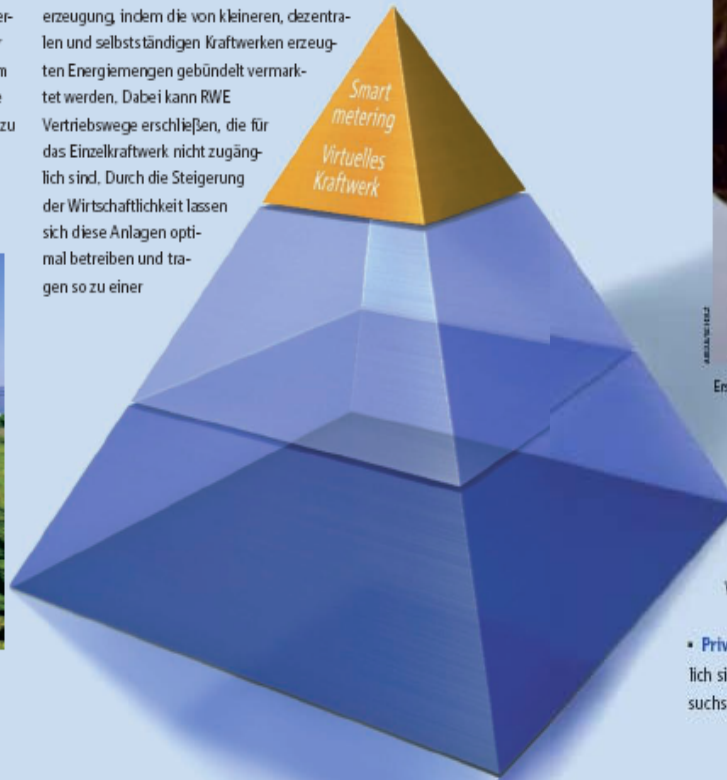 er-
m
zu
erzeugung, indem die von kleineren, dezentra-
len und selbstständigen Kraftwerken erzeug-
ten Energiemengen gebündelt vermark-
tet werden. Dabei kann RWE
Vertriebswege erschließen, die für
das Einzelkraftwerk nicht zugäng-
lich sind. Durch die Steigerung
der Wirtschaftlichkeit lassen
sich diese Anlagen opti-
mal betreiben und tra-
gen so zu einer
Smart
metering
Virtuelles
Kraftwerk
▪ Priv
lich si
suchs